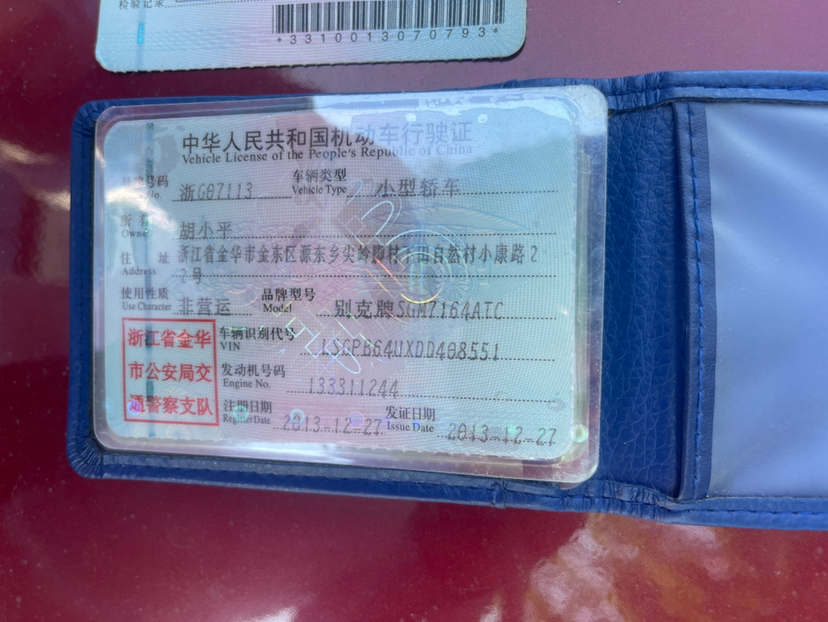 检验记录
*3310013070793*
中华人民共和国机动车行驶证
Vehicle License of the People's Republic of China
号牌号码 浙G87113 车辆类型 小型轿车
No. Vehicle Type
所有 胡小平
Owner
住 址 浙江省金华市金东区源东乡尖岭脚村 山自然村小康路2
Address 2号
使用性质 非营运 品牌型号 别克牌SGM7164ATC
Use Character Model
浙江省金华
市公安局交
通警察支队
车辆识别代号 LSGPB64UXDD408551
VIN
发动机号码 133311244
Engine No.
注册日期 2013-12-27 发证日期 2013-12-27
Register Date Issue Date